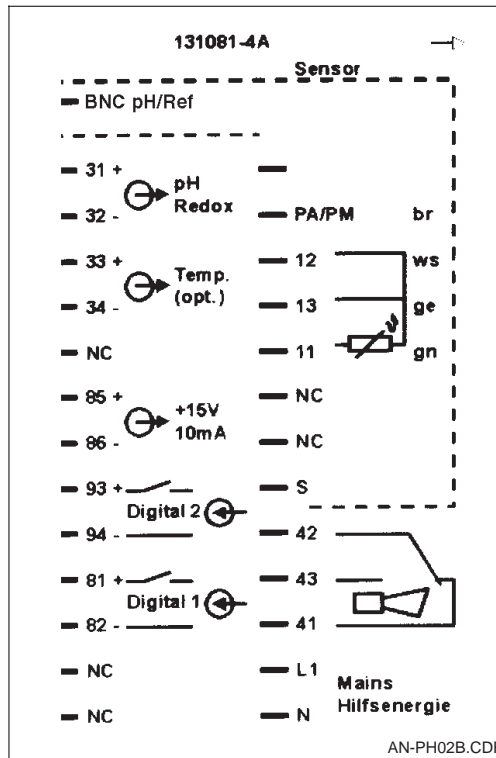 131081-4A
Sensor
BNC pH/Ref
31 +
pH
Redox
32 -
PA/PM br
33 +
12 ws
Temp.
(opt.)
34 -
13 ge
NC
11 gn
85 +
NC
+15V
10mA
86 -
NC
93 +
S
Digital 2
94 -
42
81 +
43
Digital 1
82 -
41
NC
L1
Mains
Hilfsenergie
NC
N
AN-PH02B.CD